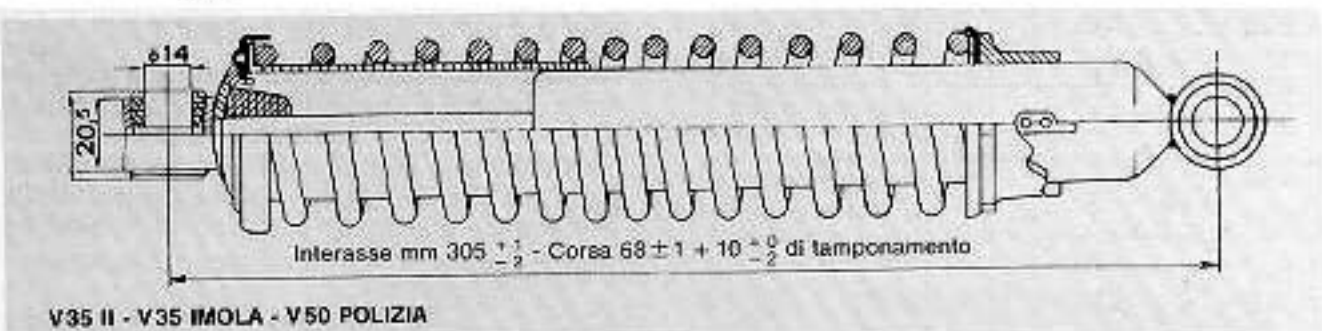 ø14
20,5
Interasse mm 305 +1 -2 - Corsa 68 ± 1 + 10 +0 -2 di tamponamento
V35 II - V35 IMOLA - V50 POLIZIA